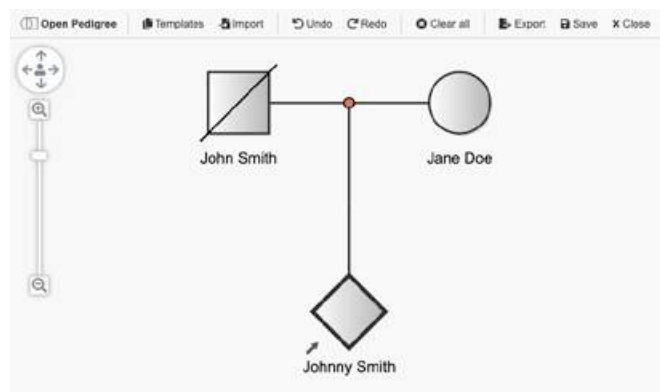 Open Pedigree Templates Import Undo Redo Clear all Export Save X Close
John Smith Jane Doe
Johnny Smith